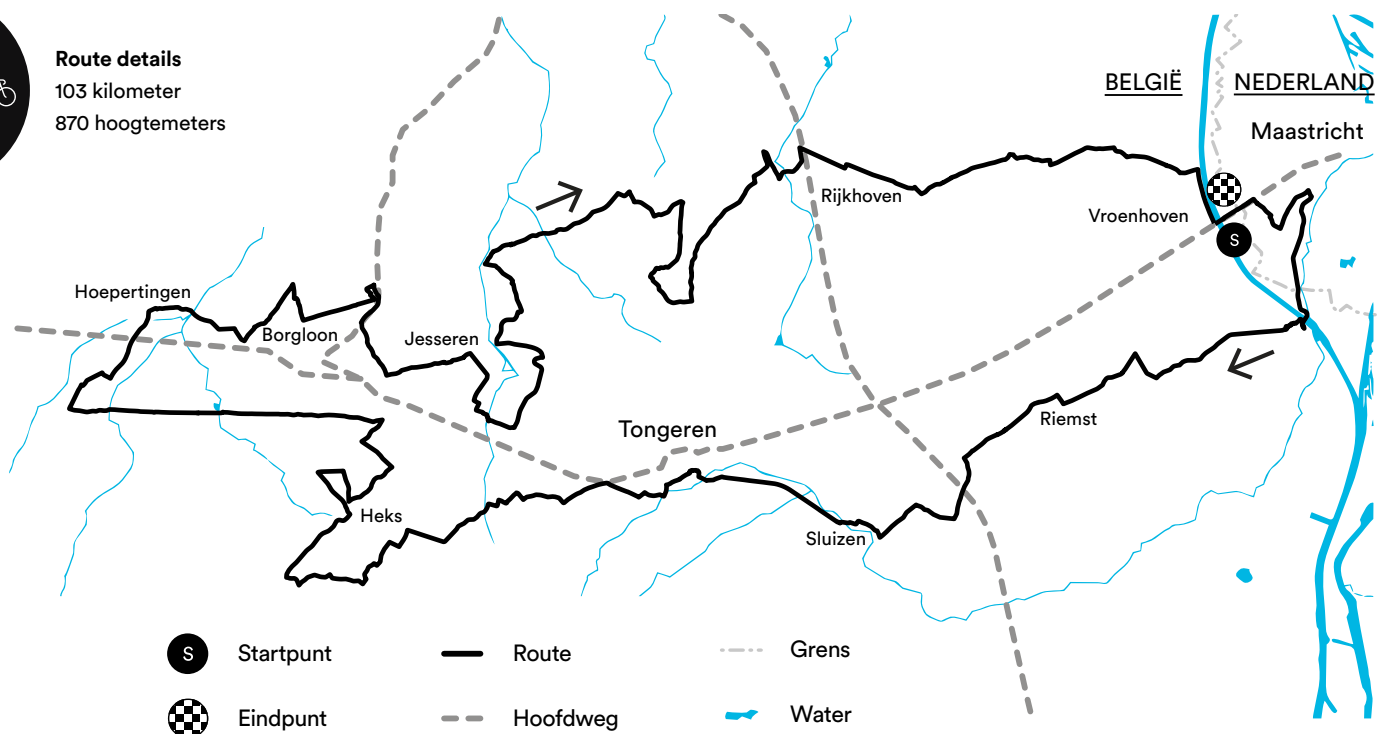 Route details
103 kilometer
870 hoogtemeters
BELGIË
NEDERLAND
Maastricht
Rijkhoven
Vroenhoven
S
Hoepertingen
Borgloon
Jesseren
Tongeren
Riemst
Heks
Sluizen
S
Startpunt
Route
Grens
Eindpunt
Hoofdweg
Water